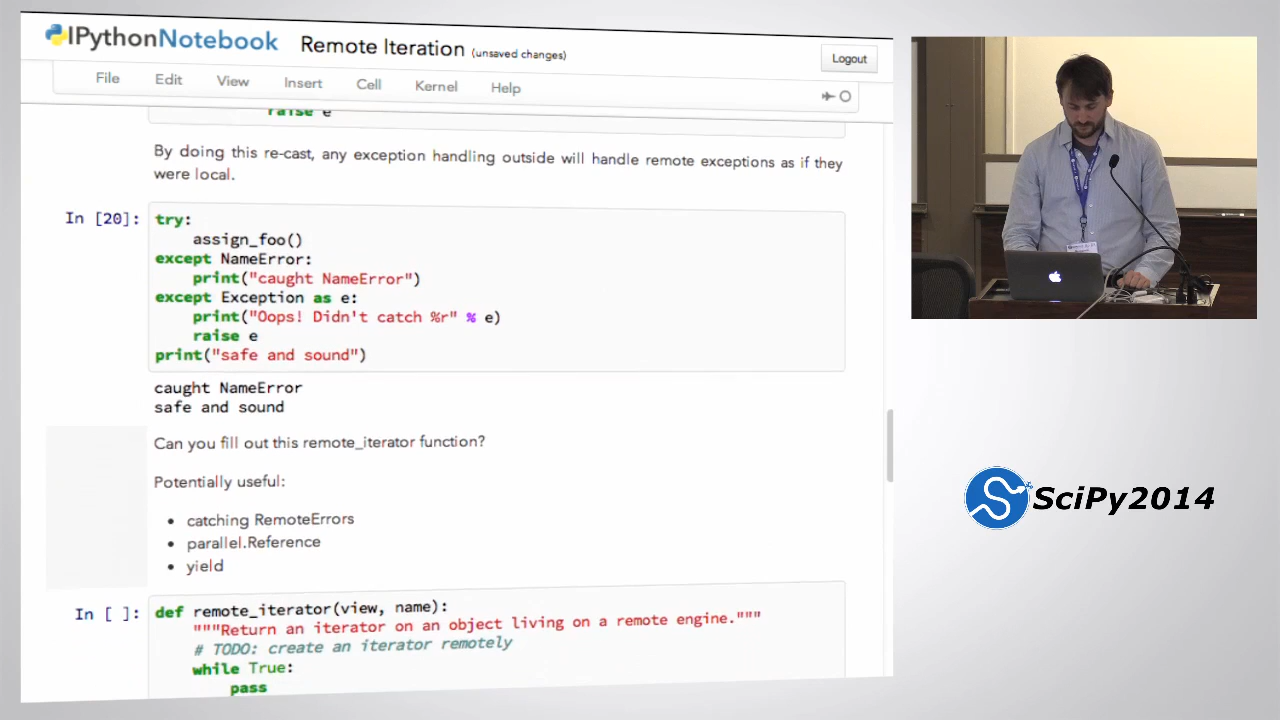 IPythonNotebook Remote Iteration (unsaved changes)
Logout
File Edit View Insert Cell Kernel Help
raise e
By doing this re-cast, any exception handling outside will handle remote exceptions as if they
were local.
In [20]: try:
assign_foo()
except NameError:
print("caught NameError")
except Exception as e:
print("Oops! Didn't catch %r" % e)
raise e
print("safe and sound")
caught NameError
safe and sound
Can you fill out this remote_iterator function?
Potentially useful:
• catching RemoteErrors
• parallel.Reference
• yield
In [ ]: def remote_iterator(view, name):
"""Return an iterator on an object living on a remote engine."""
# TODO: create an iterator remotely
while True:
pass
SciPy2014